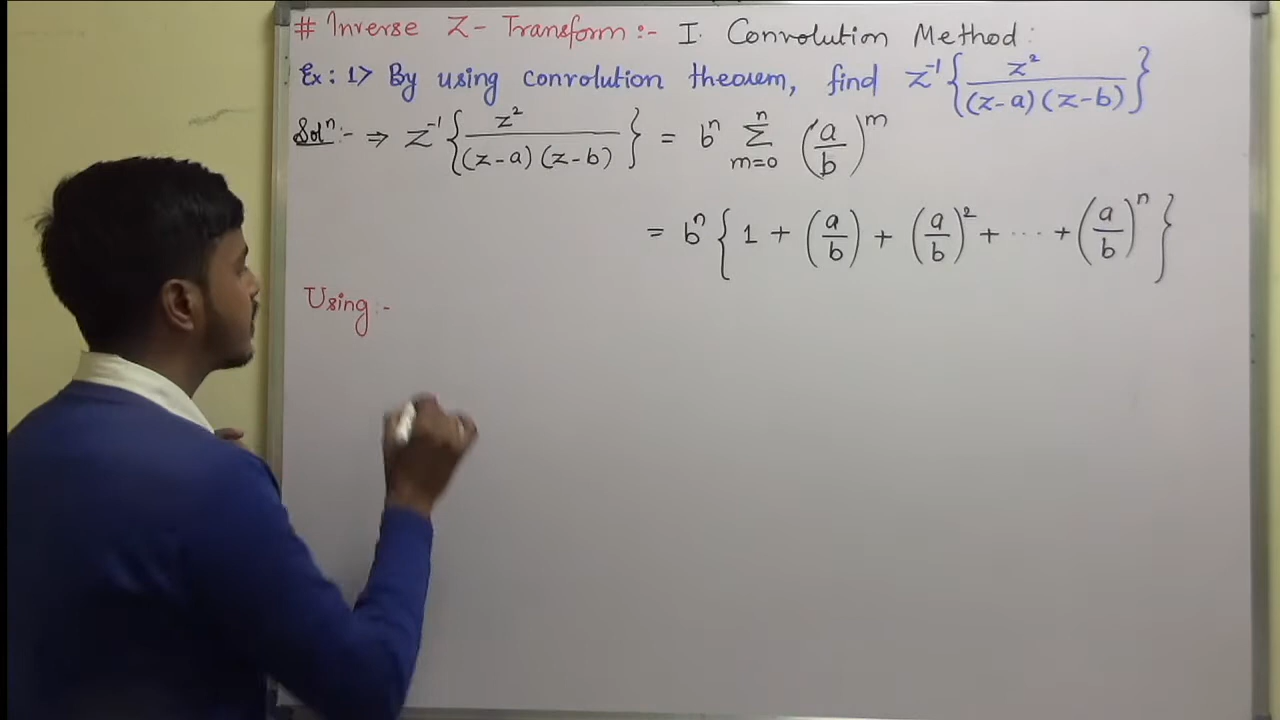 # Inverse Z- Transform :- I. Convolution Method :
Ex: 1> By using convolution theorem, find z⁻¹{z²/((z-a)(z-b))}
Solⁿ:- ⇒ z⁻¹{z²/((z-a)(z-b))} = bⁿ Σ_{m=0}^{n} (a/b)^m
= bⁿ{1 + (a/b) + (a/b)² + ... + (a/b)ⁿ}
Using :-